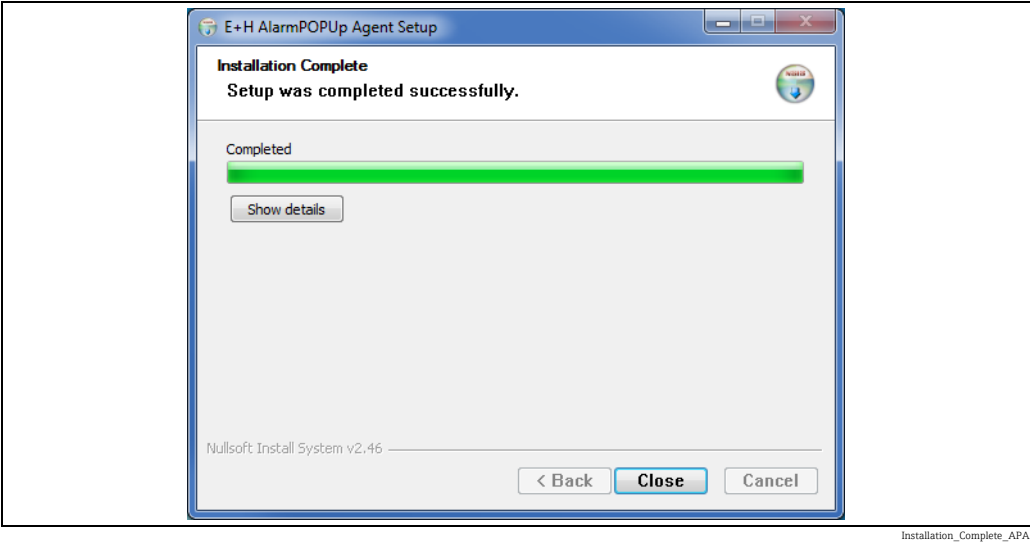 E+H AlarmPOPUp Agent Setup
Installation Complete
Setup was completed successfully.
Completed
Show details
Nullsoft Install System v2.46
< Back Close Cancel
Installation_Complete_APA